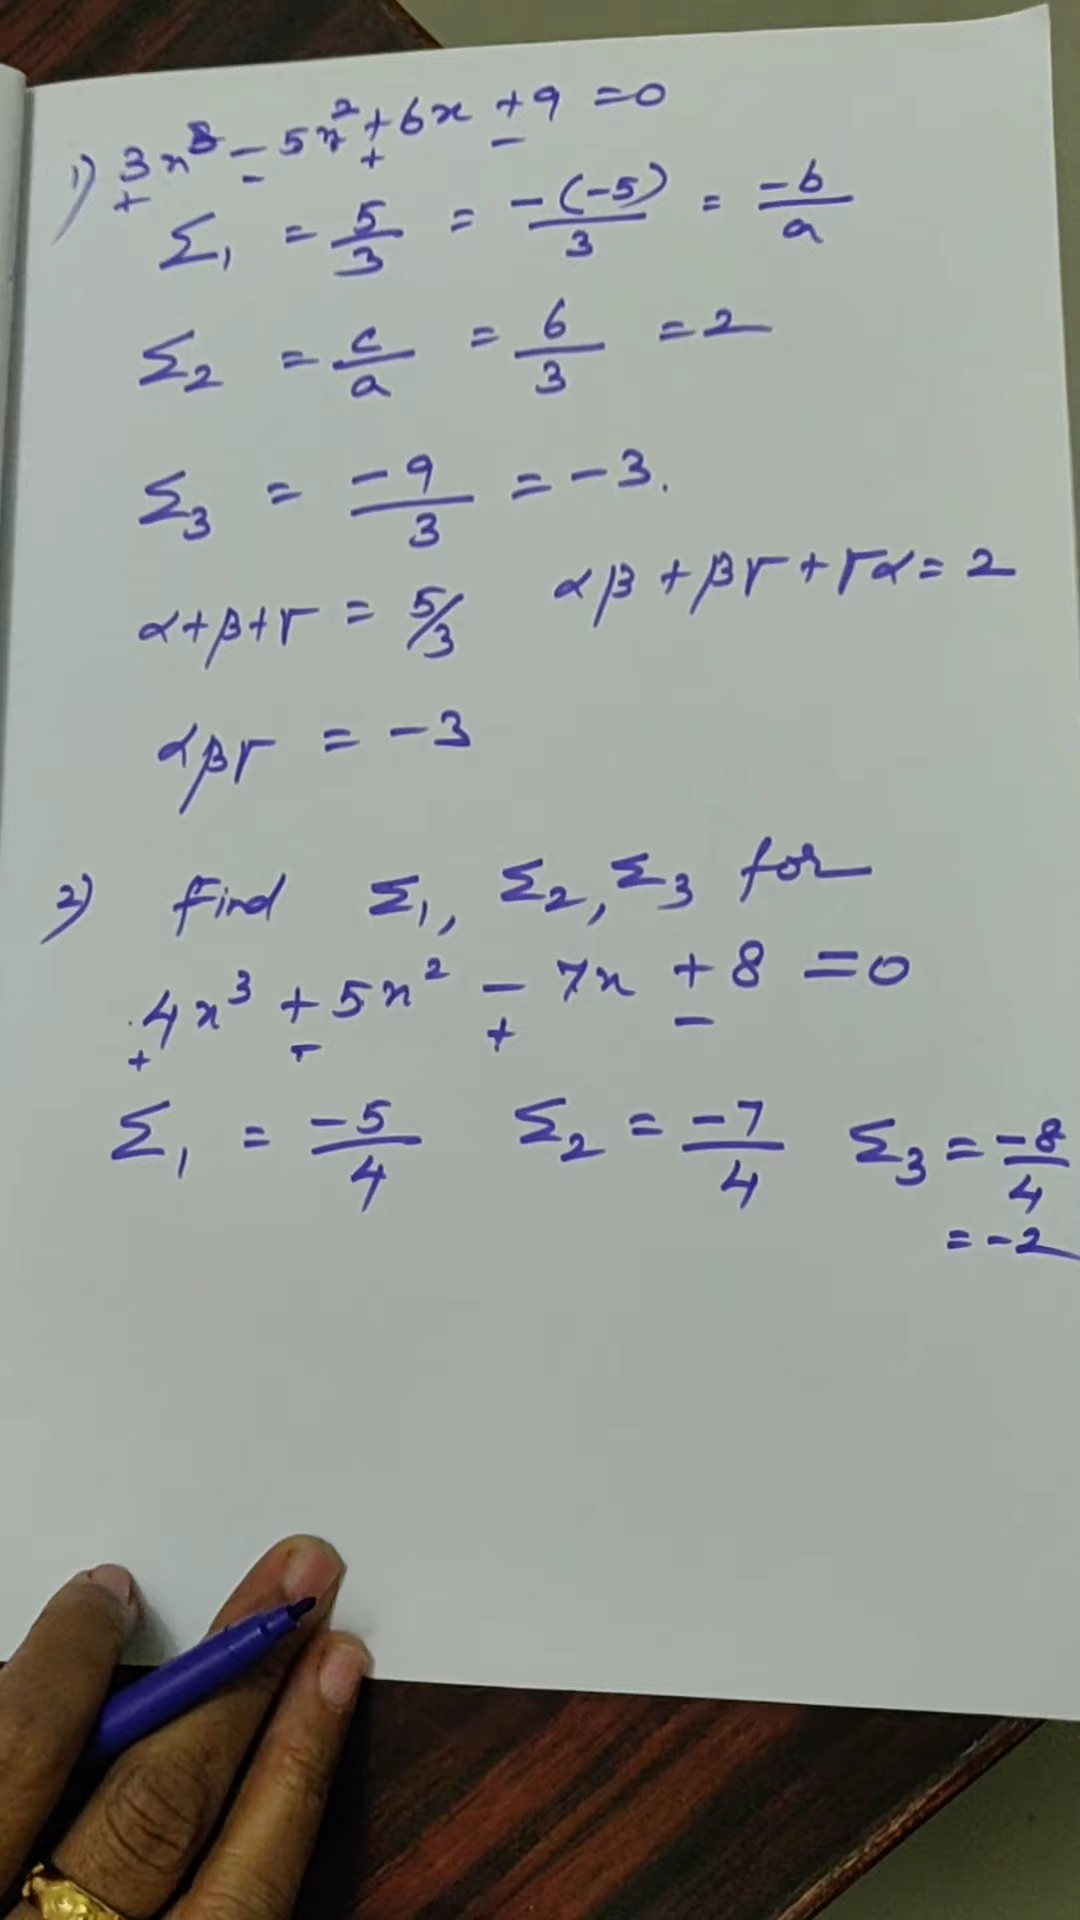 1) 3x³ - 5x² + 6x + 9 = 0
+ - + -
Σ₁ = 5/3 = -(-5)/3 = -b/a
Σ₂ = c/a = 6/3 = 2
Σ₃ = -9/3 = -3.
α+β+γ = 5/3 αβ + βγ + γα = 2
αβγ = -3
2) Find Σ₁, Σ₂, Σ₃ for
4x³ + 5x² - 7x + 8 = 0
+ - + -
Σ₁ = -5/4 Σ₂ = -7/4 Σ₃ = -8/4
= -2